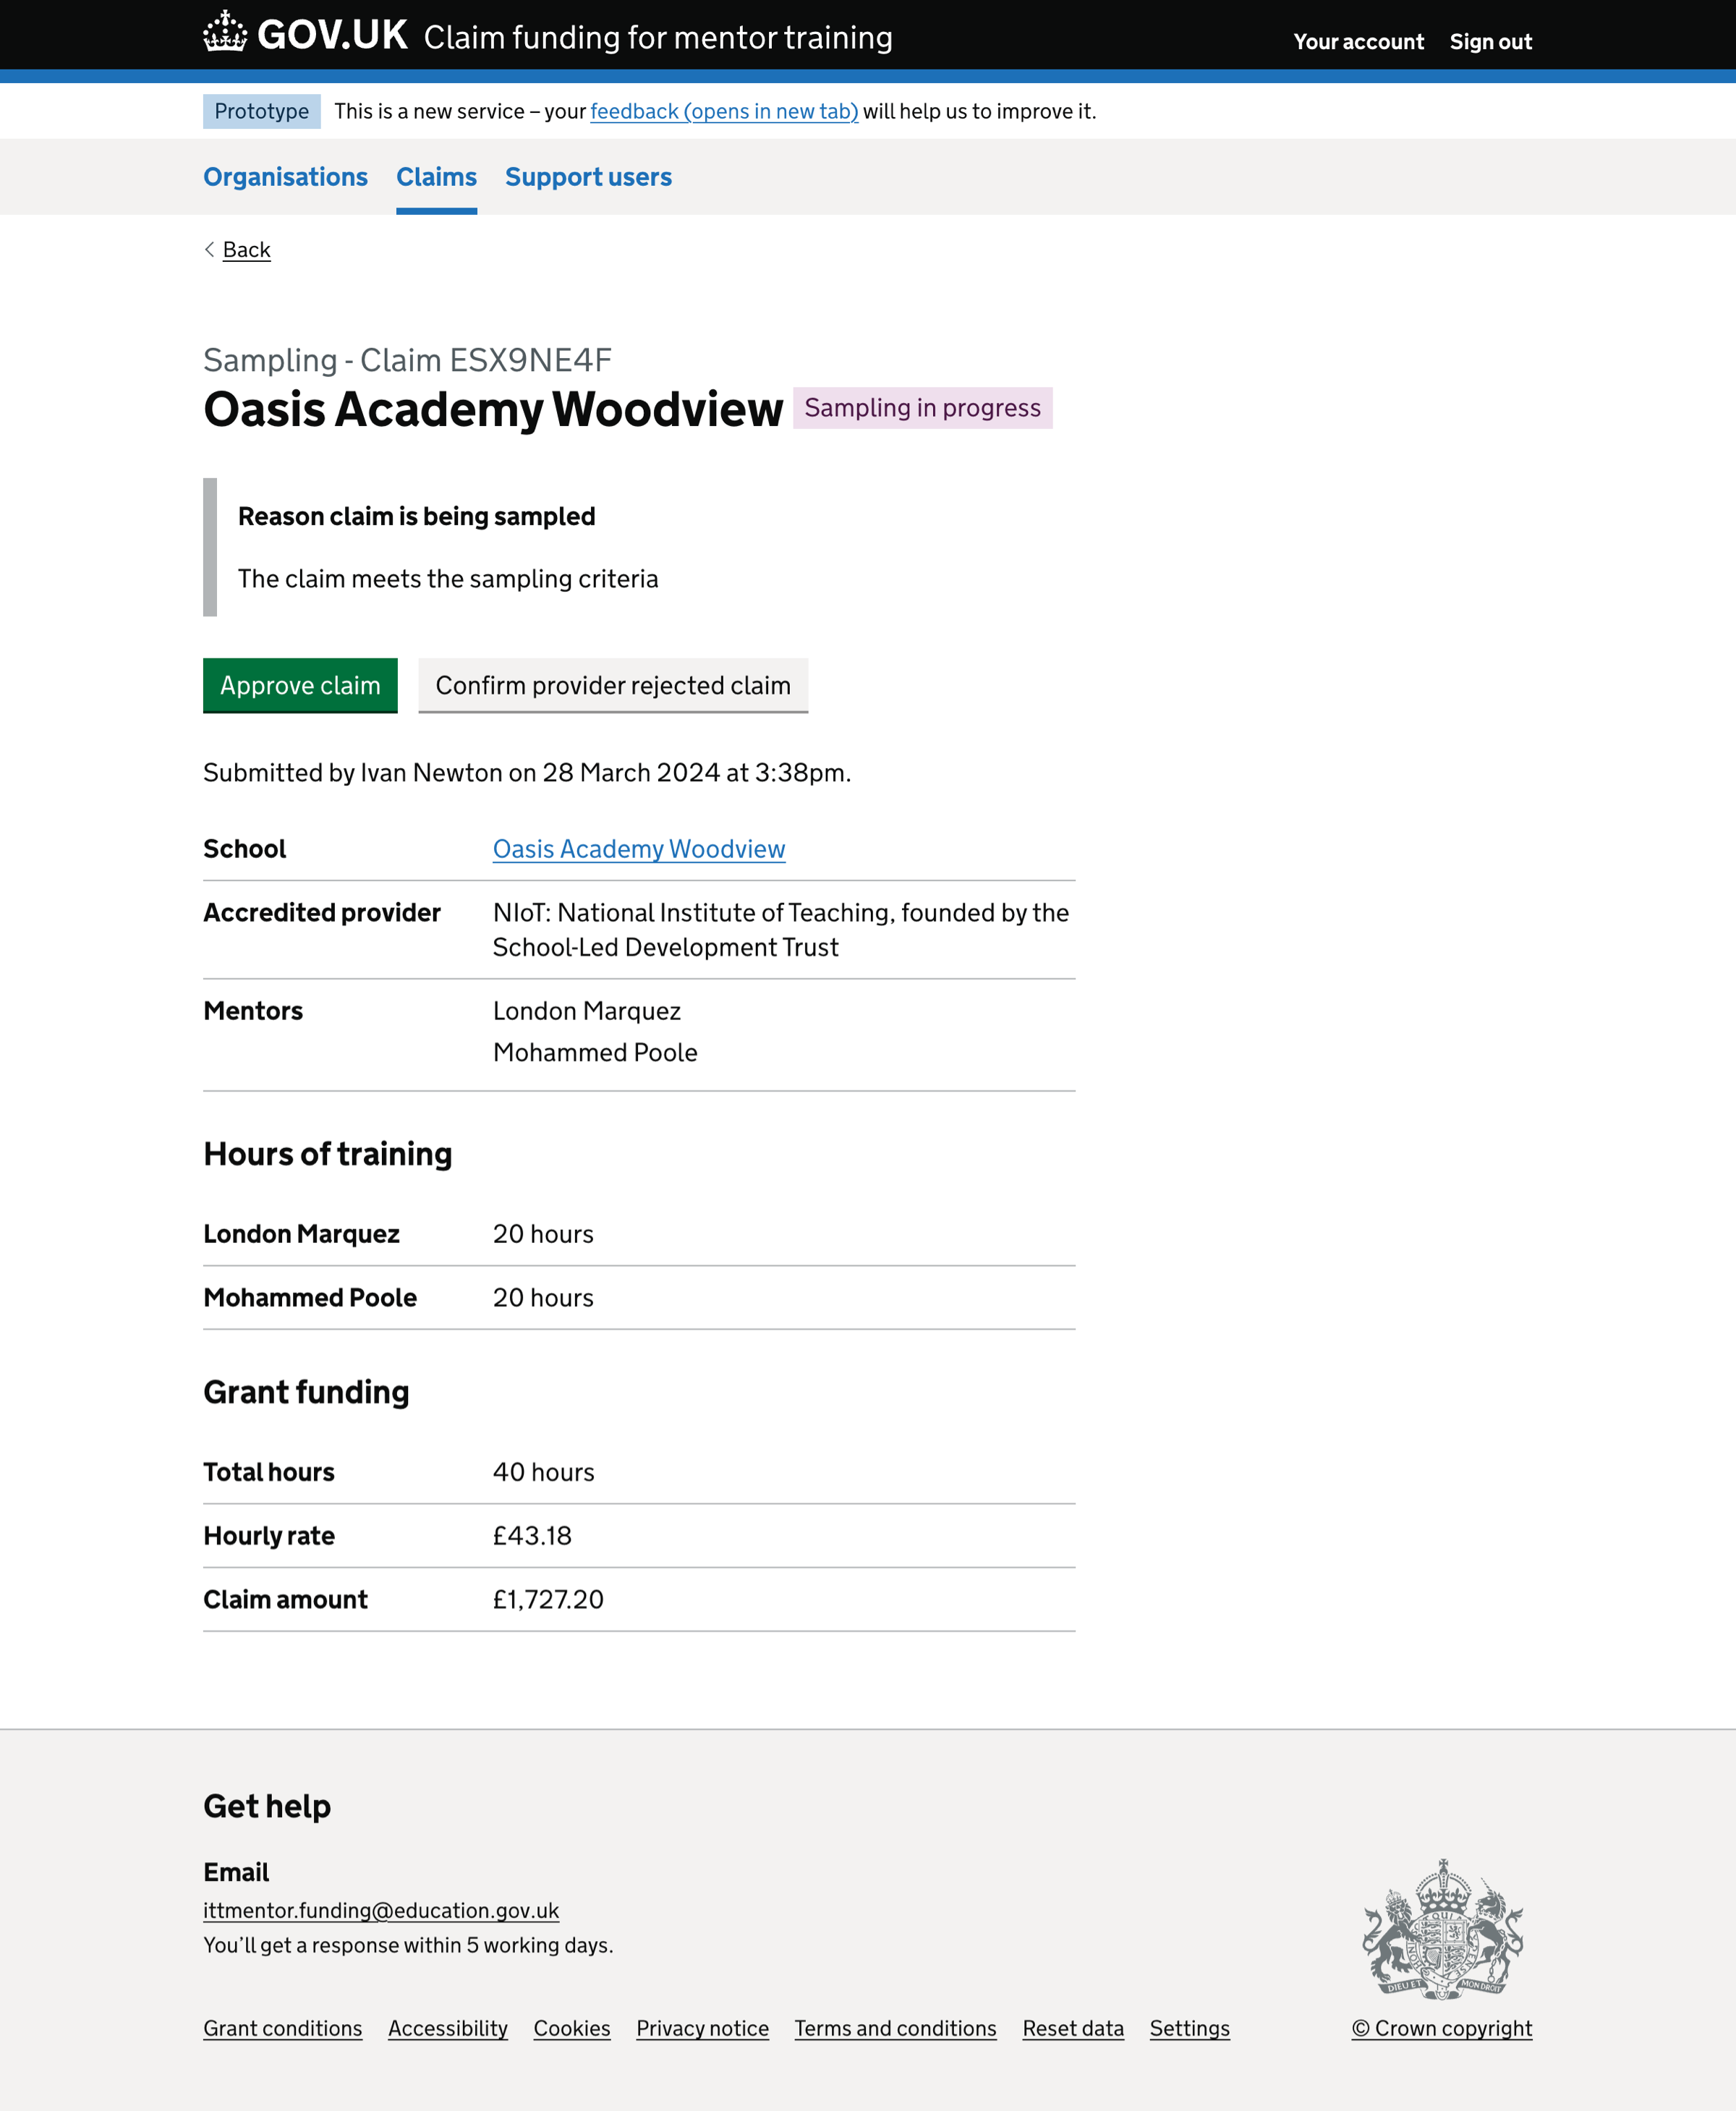 GOV.UK Claim funding for mentor training Your account Sign out
Prototype This is a new service – your feedback (opens in new tab) will help us to improve it.
Organisations Claims Support users
Back
Sampling - Claim ESX9NE4F
Oasis Academy Woodview Sampling in progress
Reason claim is being sampled
The claim meets the sampling criteria
Approve claim Confirm provider rejected claim
Submitted by Ivan Newton on 28 March 2024 at 3:38pm.
School Oasis Academy Woodview
Accredited provider NIoT: National Institute of Teaching, founded by the
School-Led Development Trust
Mentors London Marquez
Mohammed Poole
Hours of training
London Marquez 20 hours
Mohammed Poole 20 hours
Grant funding
Total hours 40 hours
Hourly rate £43.18
Claim amount £1,727.20
Get help
Email
ittmentor.funding@education.gov.uk
You’ll get a response within 5 working days.
DIEU ET MON DROIT
Grant conditions Accessibility Cookies Privacy notice Terms and conditions Reset data Settings © Crown copyright